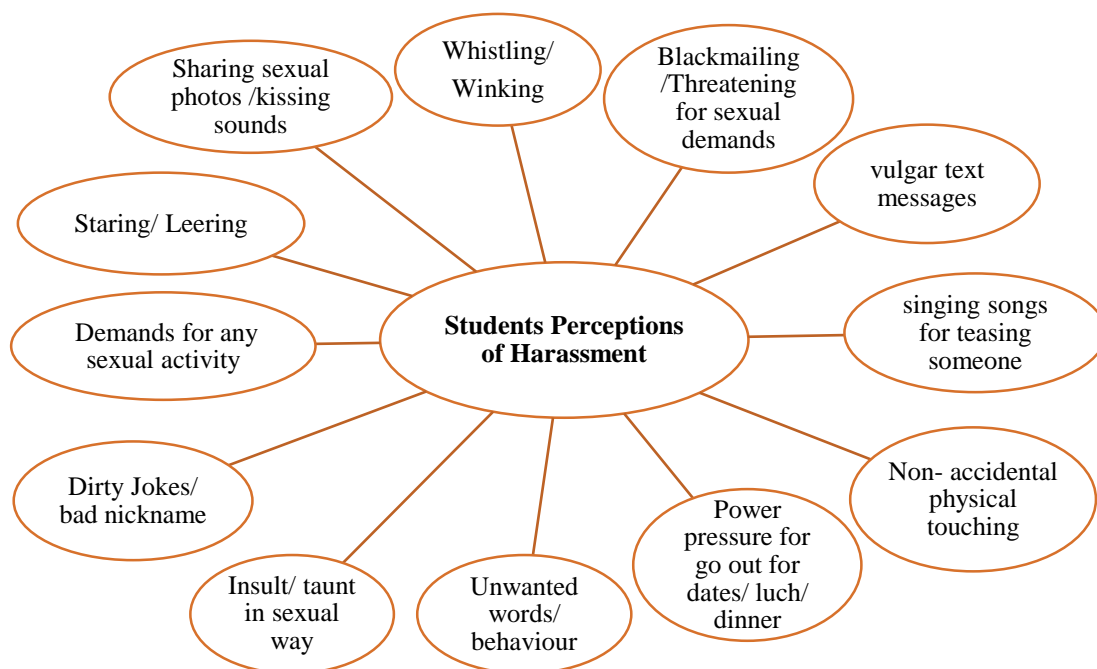 Whistling/
Winking
Blackmailing
/Threatening
for sexual
demands
Sharing sexual
photos /kissing
sounds
vulgar text
messages
Staring/ Leering
singing songs
for teasing
someone
Students Perceptions
of Harassment
Demands for any
sexual activity
Non- accidental
physical
touching
Dirty Jokes/
bad nickname
Power
pressure for
go out for
dates/ luch/
dinner
Insult/ taunt
in sexual
way
Unwanted
words/
behaviour